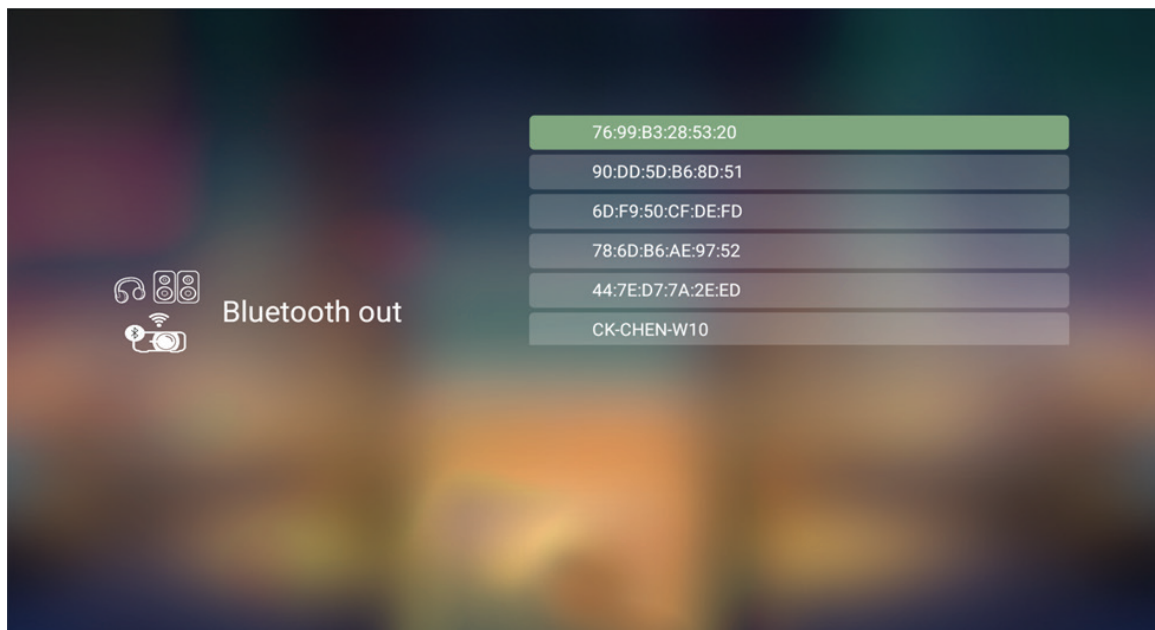 76:99:B3:28:53:20
90:DD:5D:B6:8D:51
6D:F9:50:CF:DE:FD
78:6D:B6:AE:97:52
44:7E:D7:7A:2E:ED
CK-CHEN-W10
Bluetooth out